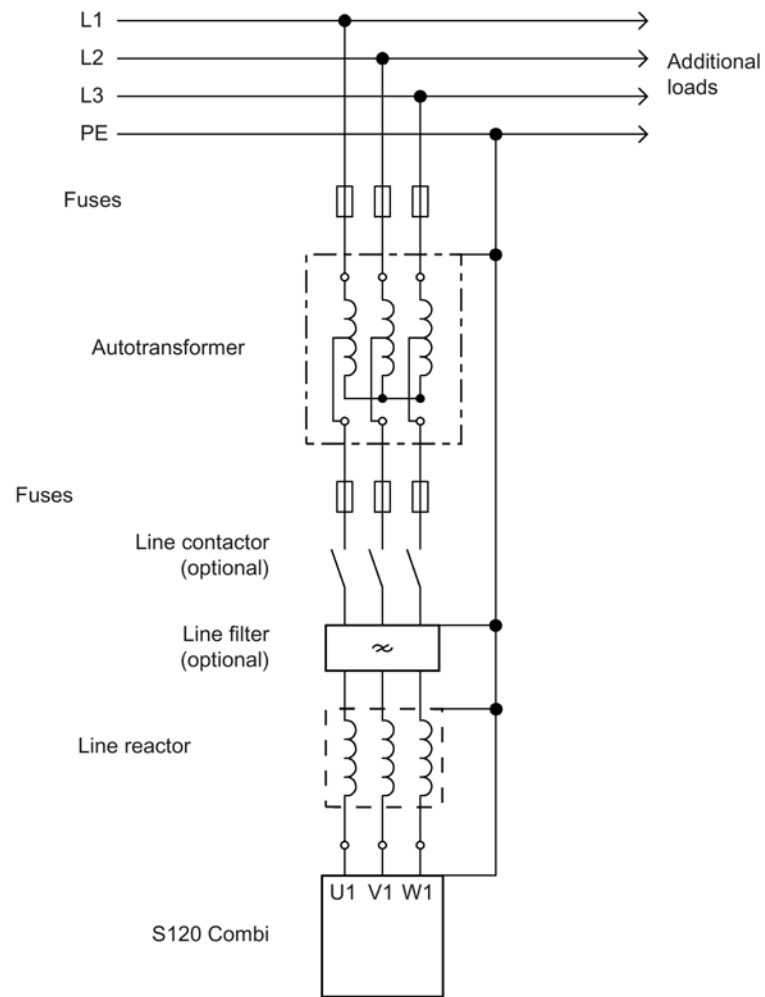 L1
L2
L3
PE
Additional
loads
Fuses
Autotransformer
Fuses
Line contactor
(optional)
Line filter
(optional)
Line reactor
U1 V1 W1
S120 Combi